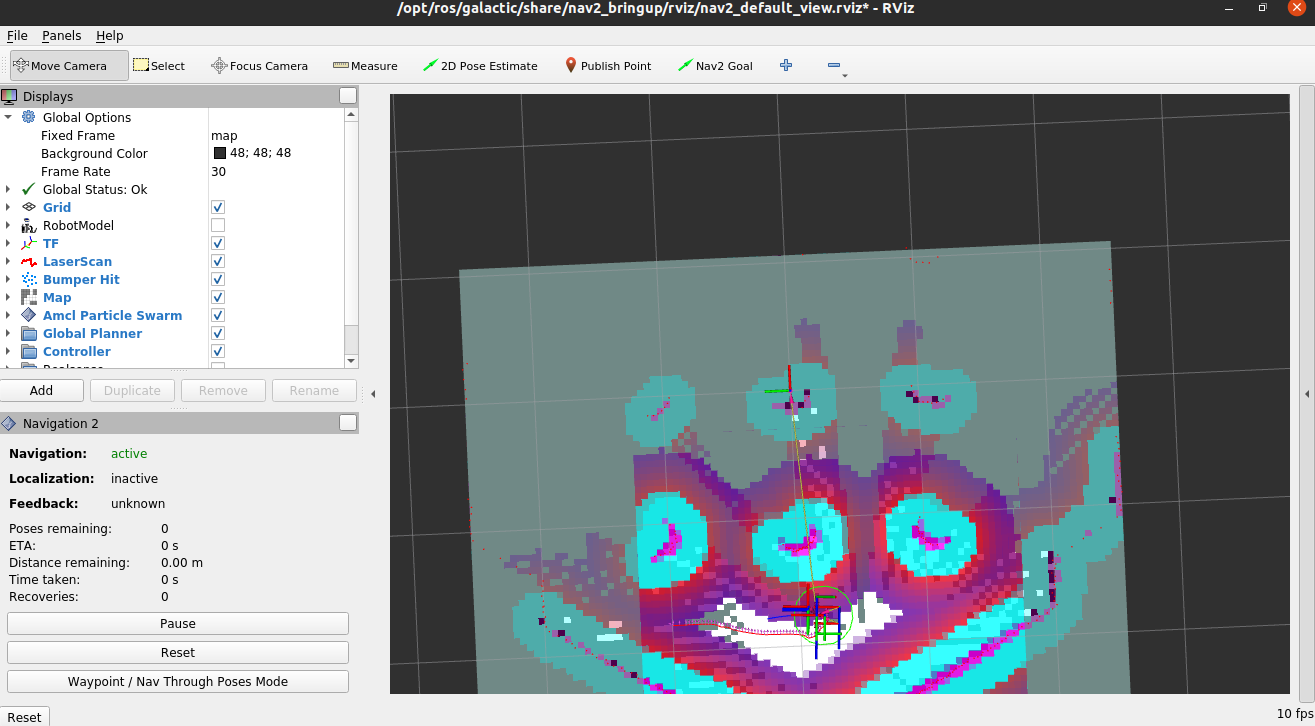 /opt/ros/galactic/share/nav2_bringup/rviz/nav2_default_view.rviz* - RViz
File Panels Help
Move Camera Select Focus Camera Measure 2D Pose Estimate Publish Point Nav2 Goal
Displays
Global Options
Fixed Frame map
Background Color 48; 48; 48
Frame Rate 30
Global Status: Ok
Grid
RobotModel
TF
LaserScan
Bumper Hit
Map
Amcl Particle Swarm
Global Planner
Controller
Add Duplicate Remove Rename
Navigation 2
Navigation: active
Localization: inactive
Feedback: unknown
Poses remaining: 0
ETA: 0 s
Distance remaining: 0.00 m
Time taken: 0 s
Recoveries: 0
Pause
Reset
Waypoint / Nav Through Poses Mode
Reset 10 fps